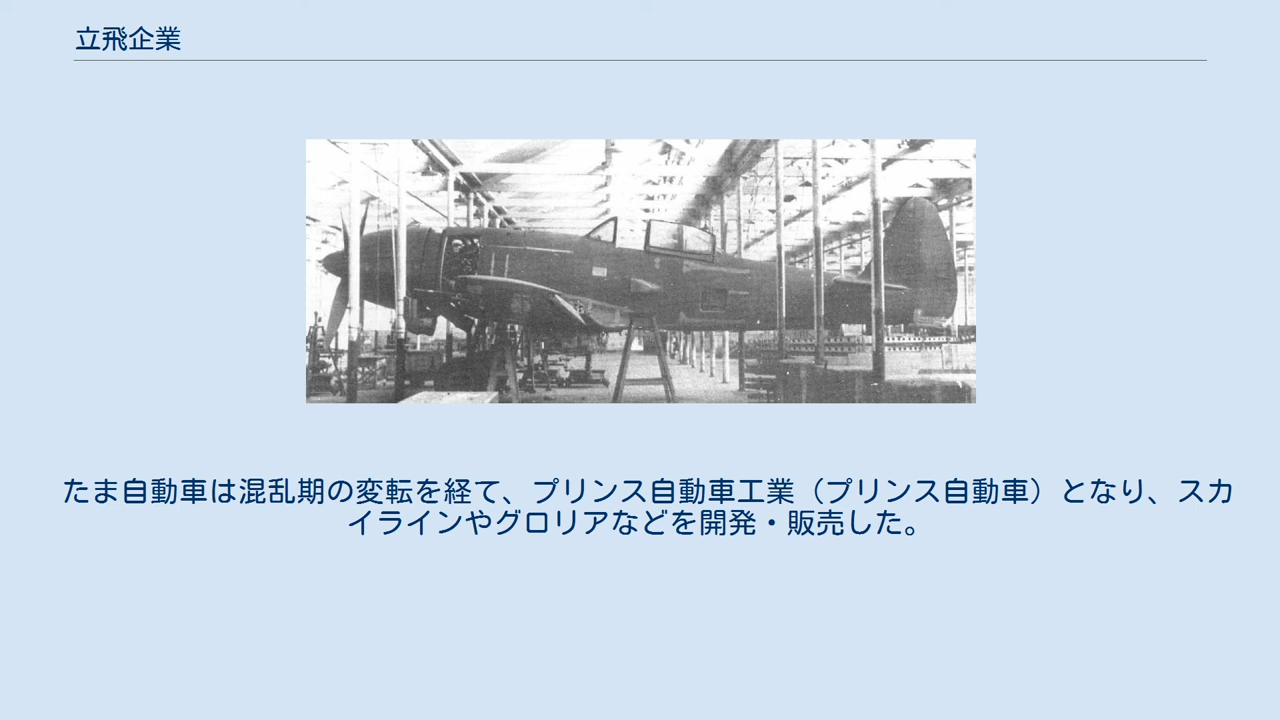 立飛企業
たま自動車は混乱期の変転を経て、プリンス自動車工業（プリンス自動車）となり、スカ
イラインやグロリアなどを開発・販売した。